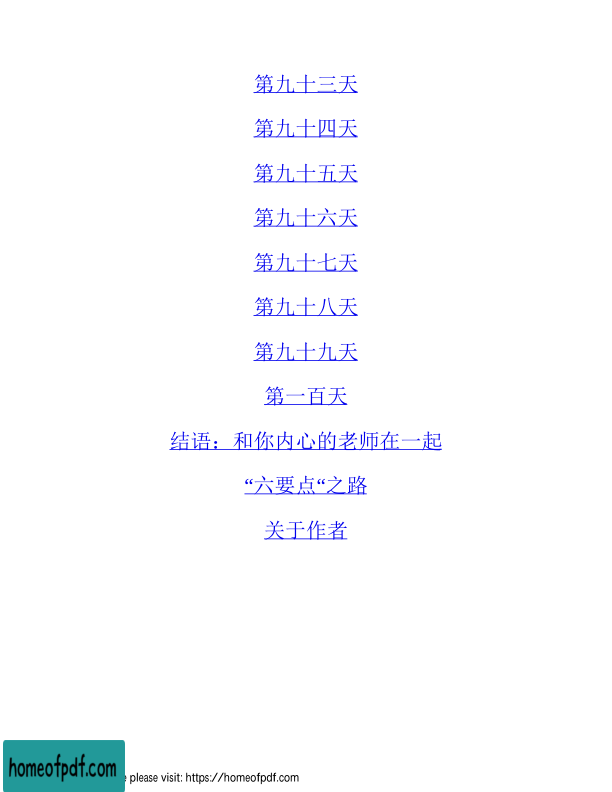 第九十三天
第九十四天
第九十五天
第九十六天
第九十七天
第九十八天
第九十九天
第一百天
结语：和你内心的老师在一起
“六要点“之路
关于作者
homeofpdf.com please visit: https://homeofpdf.com